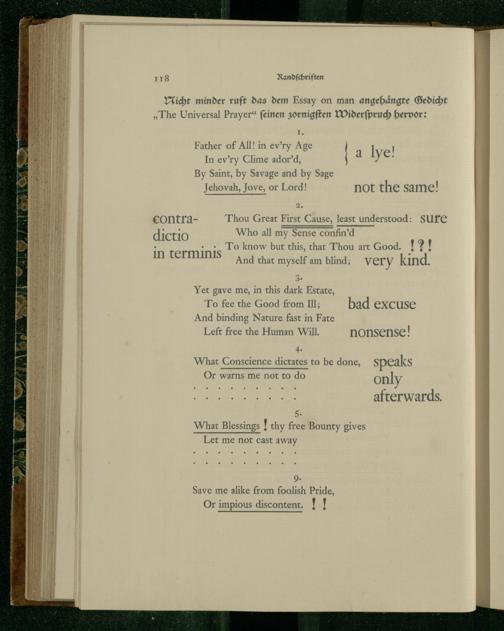 118
Randschriften
Nicht minder ruft das dem Essay on man angehängte Gedicht
„The Universal Prayer“ seinen zornigsten Widerspruch hervor:
1.
Father of All! in ev'ry Age
In ev'ry Clime ador'd,
{ a lye!
By Saint, by Savage and by Sage
Jehovah, Jove, or Lord!
not the same!
2.
Thou Great First Cause, least understood: sure
Who all my Sense confin'd
To know but this, that Thou art Good. ! ? !
And that myself am blind; very kind.
contra-
dictio
in terminis
3.
Yet gave me, in this dark Estate,
To fee the Good from Ill; bad excuse
And binding Nature fast in Fate
Left free the Human Will. nonsense!
4.
What Conscience dictates to be done,
Or warns me not to do
. . . . . . . . .
. . . . . . . . .
speaks
only
afterwards.
5.
What Blessings ! thy free Bounty gives
Let me not cast away
. . . . . . . . .
. . . . . . . . .
9.
Save me alike from foolish Pride,
Or impious discontent. ! !